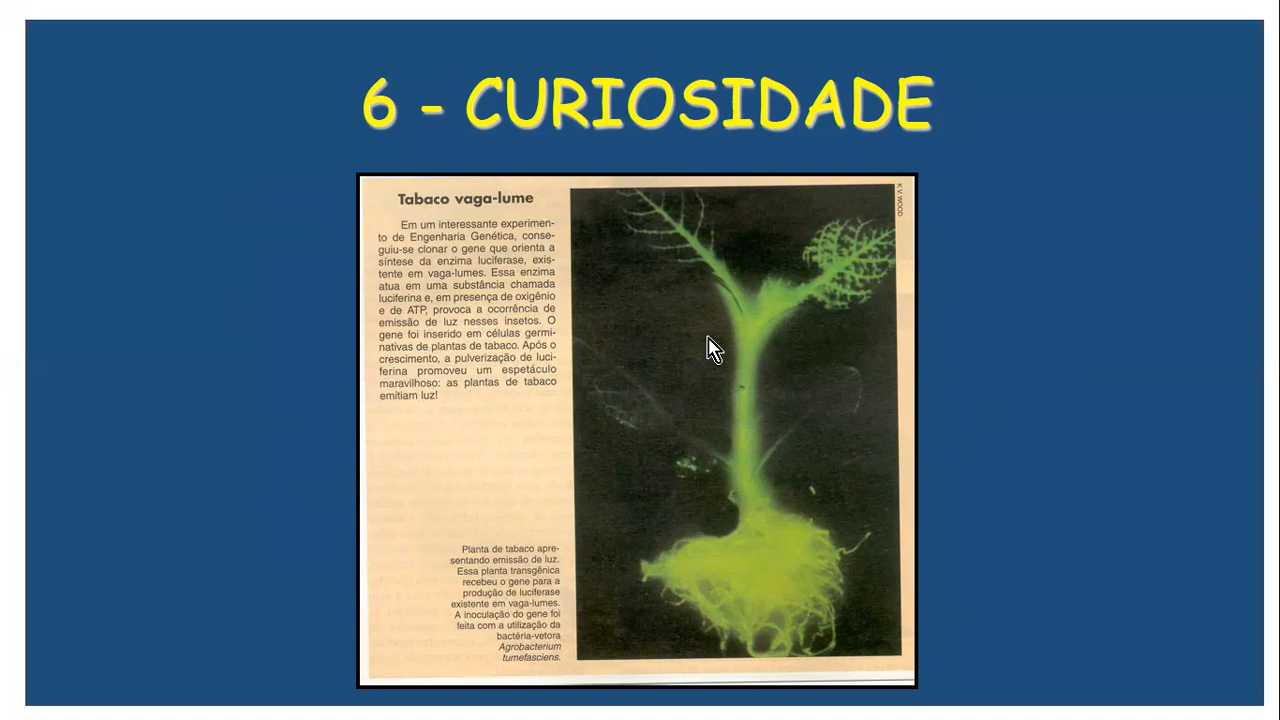 6 - CURIOSIDADE
Tabaco vaga-lume
Em um interessante experimen-
to de Engenharia Genética, conse-
guiu-se clonar o gene que orienta a
síntese da enzima luciferase, exis-
tente em vaga-lumes. Essa enzima
atua em uma substância chamada
luciferina e, em presença de oxigênio
e de ATP, provoca a ocorrência de
emissão de luz nesses insetos. O
gene foi inserido em células germi-
nativas de plantas de tabaco. Após o
crescimento, a pulverização de luci-
ferina promoveu um espetáculo
maravilhoso: as plantas de tabaco
emitiam luz!
Planta de tabaco apre-
sentando emissão de luz.
Essa planta transgênica
recebeu o gene para a
produção de luciferase
existente em vaga-lumes.
A inoculação do gene foi
feita com a utilização da
bactéria-vetora
Agrobacterium
tumefasciens.
K.V. WOOD